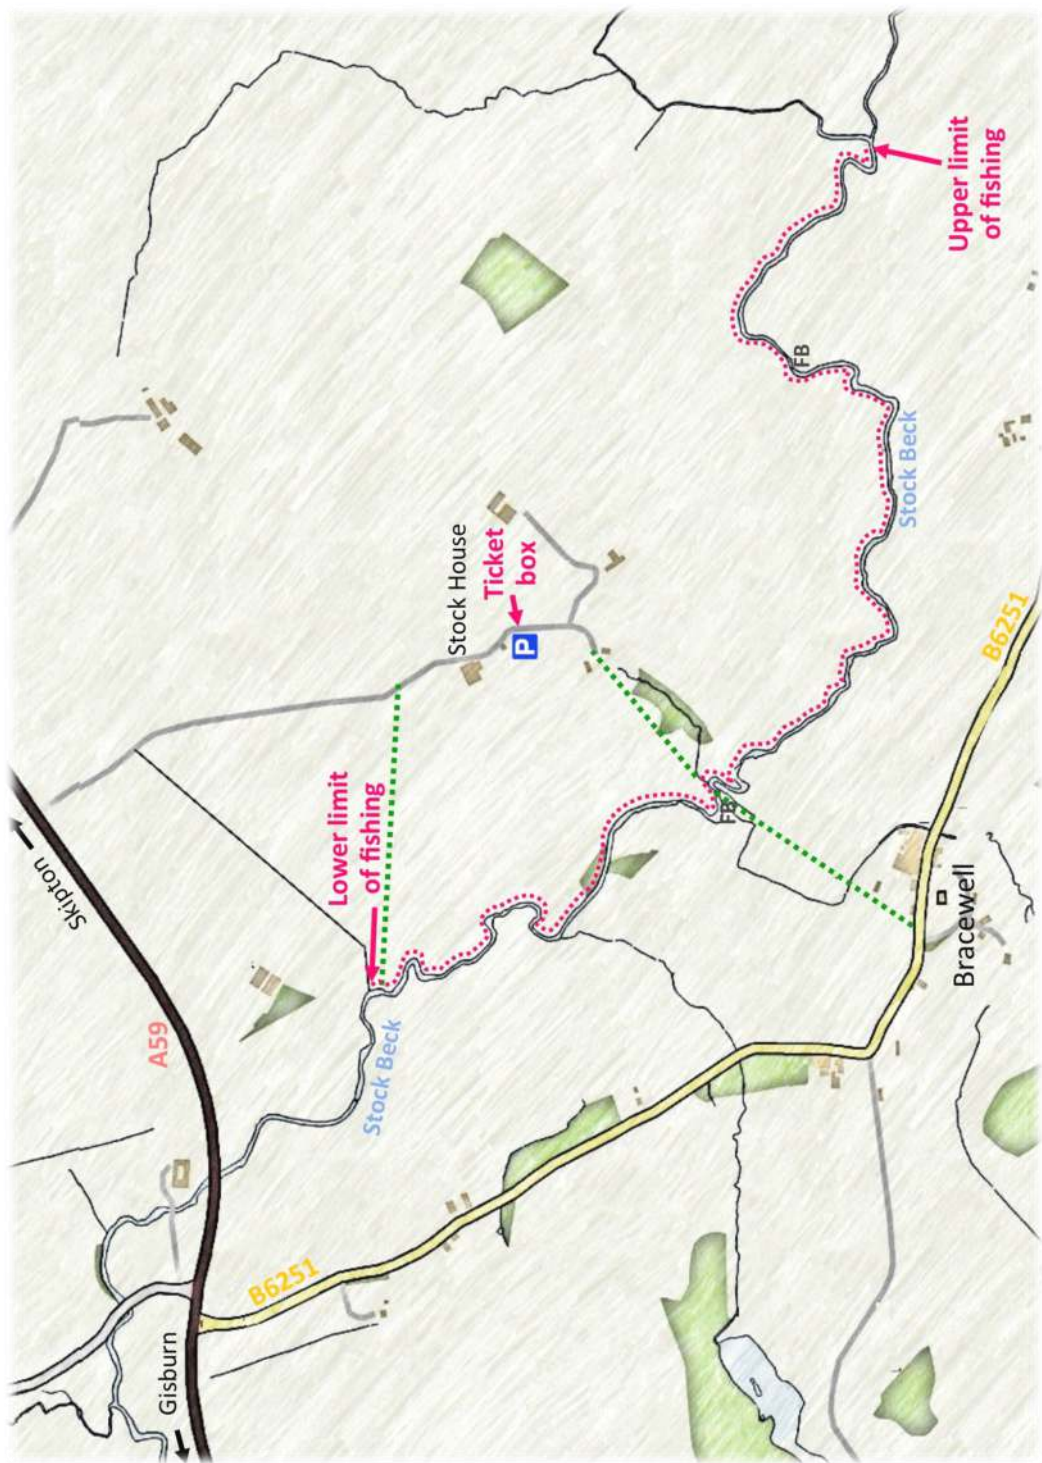 Skipton
A59
Gisburn
B6251
Lower limit
of fishing
Stock Beck
Stock House
Ticket
box
P
FB
FB
Stock Beck
Upper limit
of fishing
Bracewell
B6251